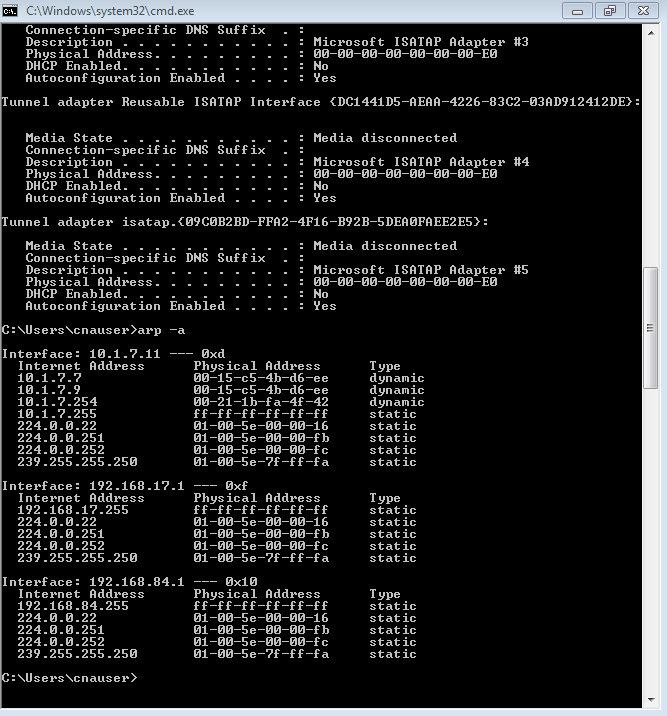 C:\Windows\system32\cmd.exe
Connection-specific DNS Suffix  . :
Description . . . . . . . . . . . : Microsoft ISATAP Adapter #3
Physical Address. . . . . . . . . : 00-00-00-00-00-00-00-E0
DHCP Enabled. . . . . . . . . . . : No
Autoconfiguration Enabled . . . . : Yes
Tunnel adapter Reusable ISATAP Interface {DC1441D5-AEAA-4226-83C2-03AD912412DE}:
Media State . . . . . . . . . . . : Media disconnected
Connection-specific DNS Suffix  . :
Description . . . . . . . . . . . : Microsoft ISATAP Adapter #4
Physical Address. . . . . . . . . : 00-00-00-00-00-00-00-E0
DHCP Enabled. . . . . . . . . . . : No
Autoconfiguration Enabled . . . . : Yes
Tunnel adapter isatap.{09C0B2BD-FFA2-4F16-B92B-5DEA0FAEE2E5}:
Media State . . . . . . . . . . . : Media disconnected
Connection-specific DNS Suffix  . :
Description . . . . . . . . . . . : Microsoft ISATAP Adapter #5
Physical Address. . . . . . . . . : 00-00-00-00-00-00-00-E0
DHCP Enabled. . . . . . . . . . . : No
Autoconfiguration Enabled . . . . : Yes
C:\Users\cnauser>arp -a
Interface: 10.1.7.11 --- 0xd
Internet Address      Physical Address      Type
10.1.7.7              00-15-c5-4b-d6-ee     dynamic
10.1.7.9              00-15-c5-4b-d6-ee     dynamic
10.1.7.254            00-21-1b-fa-4f-42     dynamic
10.1.7.255            ff-ff-ff-ff-ff-ff     static
224.0.0.22            01-00-5e-00-00-16     static
224.0.0.251           01-00-5e-00-00-fb     static
224.0.0.252           01-00-5e-00-00-fc     static
239.255.255.250       01-00-5e-7f-ff-fa     static
Interface: 192.168.17.1 --- 0xf
Internet Address      Physical Address      Type
192.168.17.255        ff-ff-ff-ff-ff-ff     static
224.0.0.22            01-00-5e-00-00-16     static
224.0.0.251           01-00-5e-00-00-fb     static
224.0.0.252           01-00-5e-00-00-fc     static
239.255.255.250       01-00-5e-7f-ff-fa     static
Interface: 192.168.84.1 --- 0x10
Internet Address      Physical Address      Type
192.168.84.255        ff-ff-ff-ff-ff-ff     static
224.0.0.22            01-00-5e-00-00-16     static
224.0.0.251           01-00-5e-00-00-fb     static
224.0.0.252           01-00-5e-00-00-fc     static
239.255.255.250       01-00-5e-7f-ff-fa     static
C:\Users\cnauser>